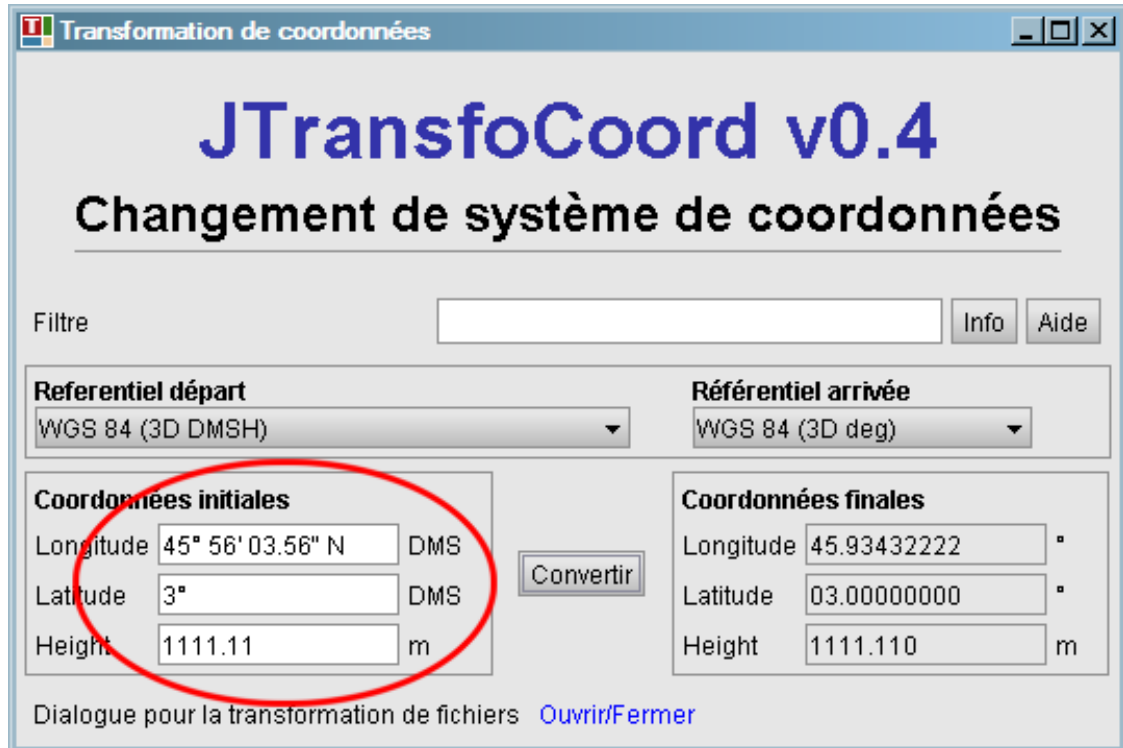 Transformation de coordonnées
JTransfoCoord v0.4
Changement de système de coordonnées
Filtre Info Aide
Referentiel départ Référentiel arrivée
WGS 84 (3D DMSH) WGS 84 (3D deg)
Coordonnées initiales Coordonnées finales
Longitude 45° 56' 03.56" N DMS Longitude 45.93432222 °
Convertir
Latitude 3° DMS Latitude 03.00000000 °
Height 1111.11 m Height 1111.110 m
Dialogue pour la transformation de fichiers Ouvrir/Fermer